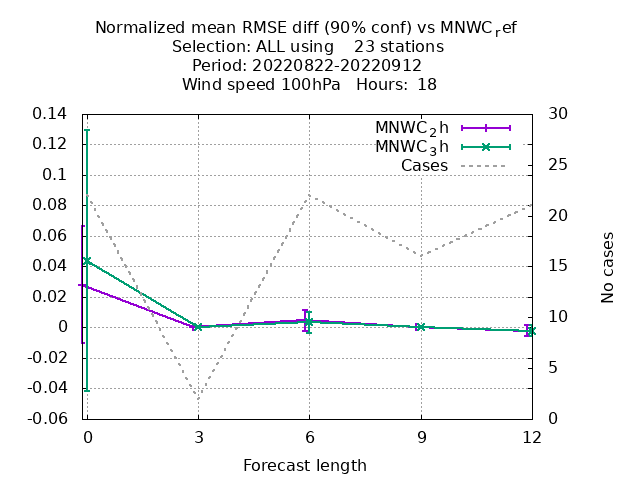 Normalized mean RMSE diff (90% conf) vs MNWC_ref
Selection: ALL using    23 stations
Period: 20220822-20220912
Wind speed 100hPa   Hours:  18
MNWC_2h
MNWC_3h
Cases
0.14
0.12
0.1
0.08
0.06
0.04
0.02
0
-0.02
-0.04
-0.06
30
25
20
15
10
5
0
No cases
0 3 6 9 12
Forecast length